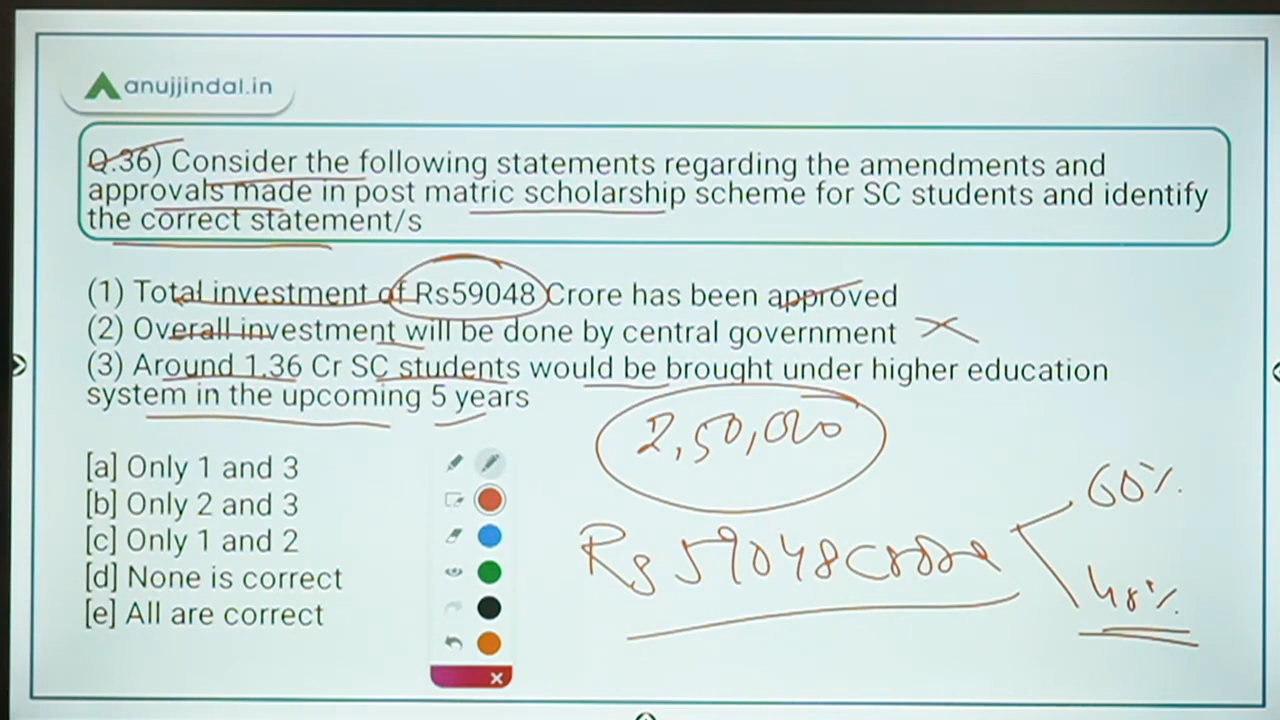 anujjindal.in
Q.36) Consider the following statements regarding the amendments and
approvals made in post matric scholarship scheme for SC students and identify
the correct statement/s
(1) Total investment of Rs59048 Crore has been approved
(2) Overall investment will be done by central government
(3) Around 1.36 Cr SC students would be brought under higher education
system in the upcoming 5 years
2,50,000
[a] Only 1 and 3
[b] Only 2 and 3
[c] Only 1 and 2
[d] None is correct
[e] All are correct
Rs 59048 crore
60%
40%